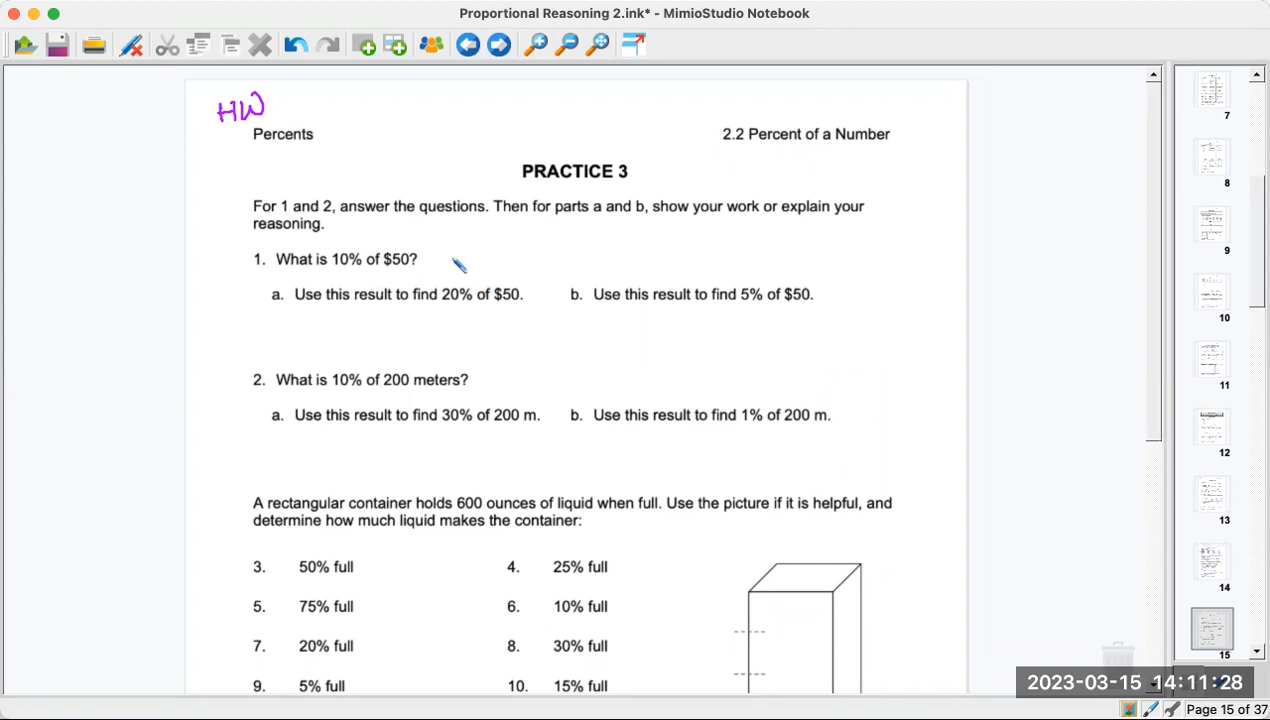 Proportional Reasoning 2.ink* - MimioStudio Notebook
HW
Percents
2.2 Percent of a Number
PRACTICE 3
For 1 and 2, answer the questions. Then for parts a and b, show your work or explain your
reasoning.
1. What is 10% of $50?
a. Use this result to find 20% of $50.
b. Use this result to find 5% of $50.
2. What is 10% of 200 meters?
a. Use this result to find 30% of 200 m.
b. Use this result to find 1% of 200 m.
A rectangular container holds 600 ounces of liquid when full. Use the picture if it is helpful, and
determine how much liquid makes the container:
3. 50% full
4. 25% full
5. 75% full
6. 10% full
7. 20% full
8. 30% full
9. 5% full
10. 15% full
7
8
9
10
11
12
13
14
15
2023-03-15 14:11:28
Page 15 of 37